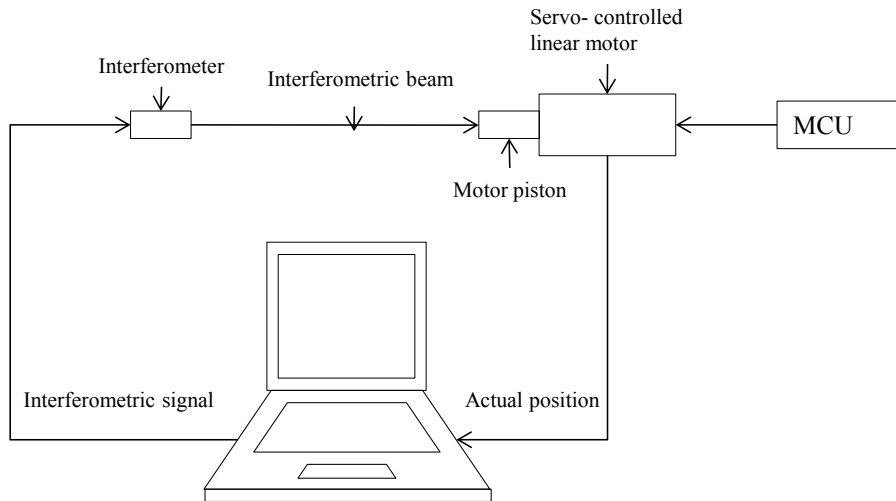 Servo- controlled
linear motor
Interferometer
Interferometric beam
MCU
Motor piston
Interferometric signal
Actual position